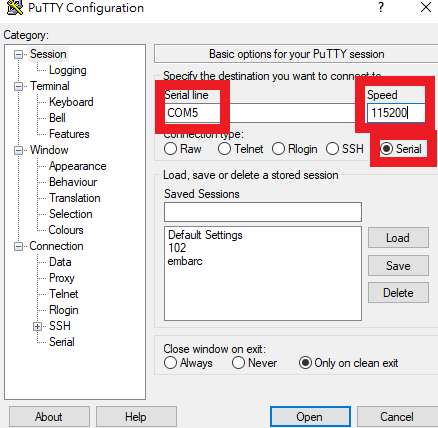 PuTTY Configuration
Category:
Session
Logging
Terminal
Keyboard
Bell
Features
Window
Appearance
Behaviour
Translation
Selection
Colours
Connection
Data
Proxy
Telnet
Rlogin
SSH
Serial
Basic options for your PuTTY session
Specify the destination you want to connect to
Serial line Speed
COM5 115200
Connection type:
Raw Telnet Rlogin SSH Serial
Load, save or delete a stored session
Saved Sessions
Default Settings
102
embarc
Load
Save
Delete
Close window on exit:
Always Never Only on clean exit
About Help Open Cancel